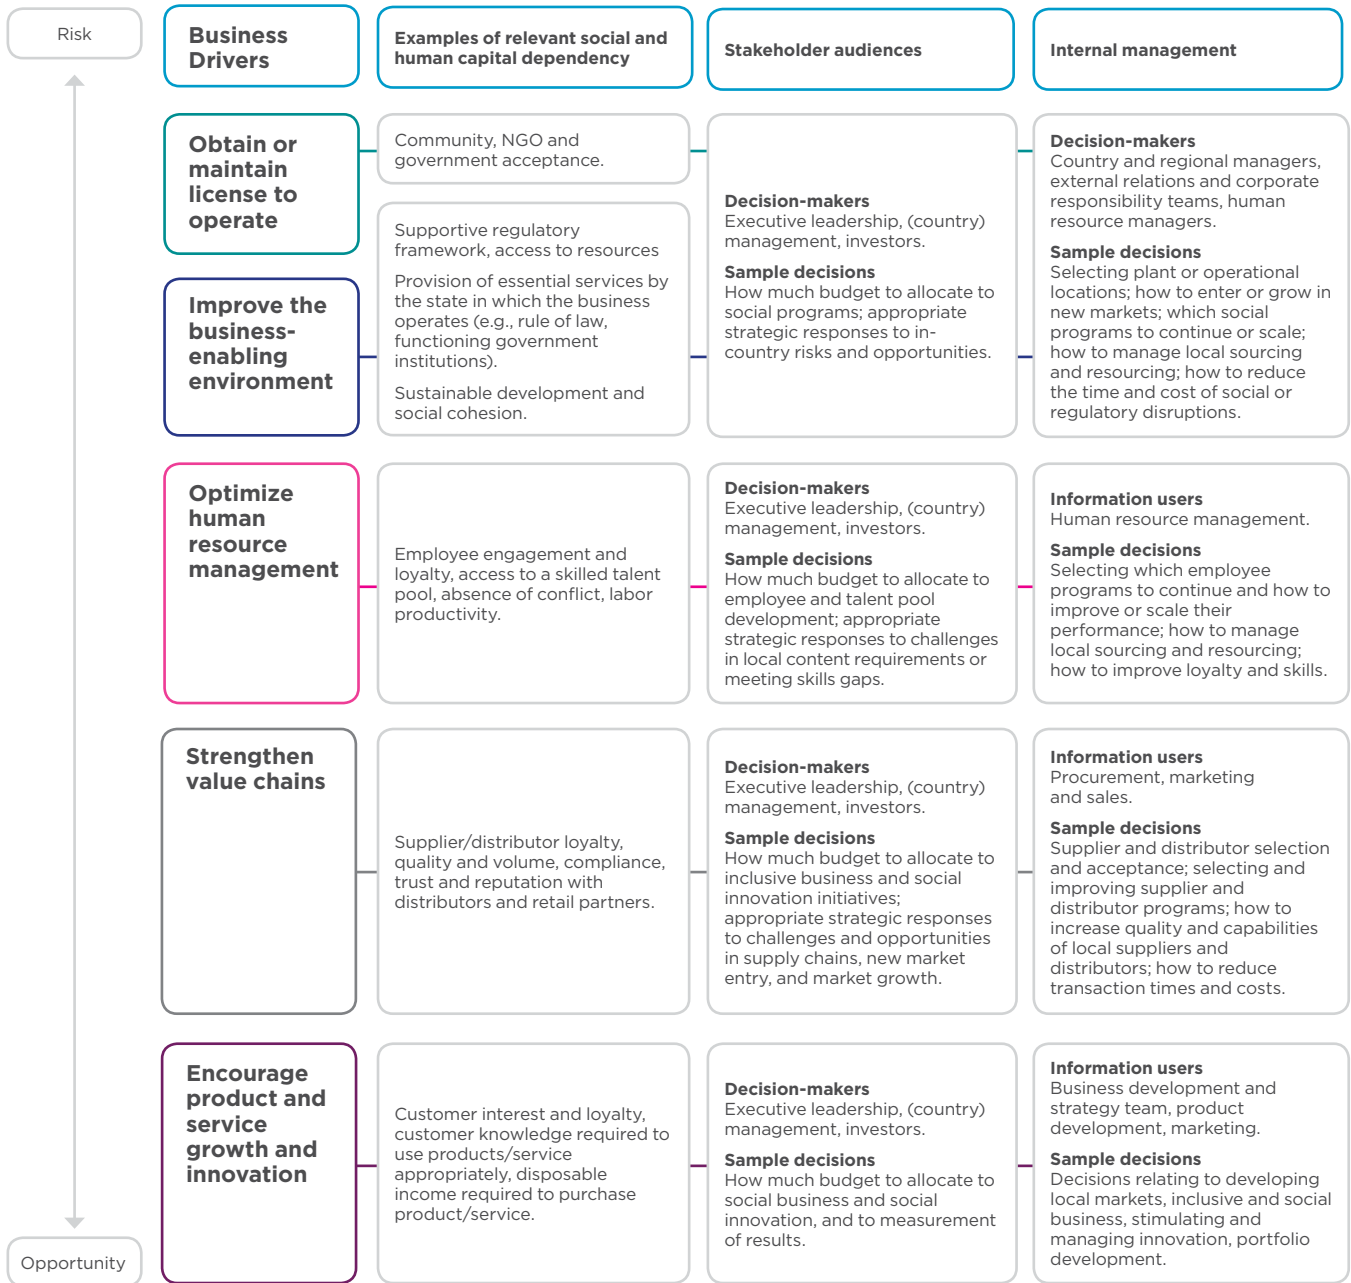 Risk
Business
Drivers
Examples of relevant social and
human capital dependency
Stakeholder audiences
Internal management
Obtain or
maintain
license to
operate
Community, NGO and
government acceptance.
Supportive regulatory
framework, access to resources
Provision of essential services by
the state in which the business
operates (e.g., rule of law,
functioning government
institutions).
Sustainable development and
social cohesion.
Improve the
business-
enabling
environment
Decision-makers
Executive leadership, (country)
management, investors.
Sample decisions
How much budget to allocate to
social programs; appropriate
strategic responses to in-
country risks and opportunities.
Decision-makers
Country and regional managers,
external relations and corporate
responsibility teams, human
resource managers.
Sample decisions
Selecting plant or operational
locations; how to enter or grow in
new markets; which social
programs to continue or scale;
how to manage local sourcing
and resourcing; how to reduce
the time and cost of social or
regulatory disruptions.
Optimize
human
resource
management
Employee engagement and
loyalty, access to a skilled talent
pool, absence of conflict, labor
productivity.
Decision-makers
Executive leadership, (country)
management, investors.
Sample decisions
How much budget to allocate to
employee and talent pool
development; appropriate
strategic responses to challenges
in local content requirements or
meeting skills gaps.
Information users
Human resource management.
Sample decisions
Selecting which employee
programs to continue and how to
improve or scale their
performance; how to manage
local sourcing and resourcing;
how to improve loyalty and skills.
Strengthen
value chains
Supplier/distributor loyalty,
quality and volume, compliance,
trust and reputation with
distributors and retail partners.
Decision-makers
Executive leadership, (country)
management, investors.
Sample decisions
How much budget to allocate to
inclusive business and social
innovation initiatives;
appropriate strategic responses
to challenges and opportunities
in supply chains, new market
entry, and market growth.
Information users
Procurement, marketing
and sales.
Sample decisions
Supplier and distributor selection
and acceptance; selecting and
improving supplier and
distributor programs; how to
increase quality and capabilities
of local suppliers and
distributors; how to reduce
transaction times and costs.
Encourage
product and
service
growth and
innovation
Customer interest and loyalty,
customer knowledge required to
use products/service
appropriately, disposable
income required to purchase
product/service.
Decision-makers
Executive leadership, (country)
management, investors.
Sample decisions
How much budget to allocate to
social business and social
innovation, and to measurement
of results.
Information users
Business development and
strategy team, product
development, marketing.
Sample decisions
Decisions relating to developing
local markets, inclusive and social
business, stimulating and
managing innovation, portfolio
development.
Opportunity